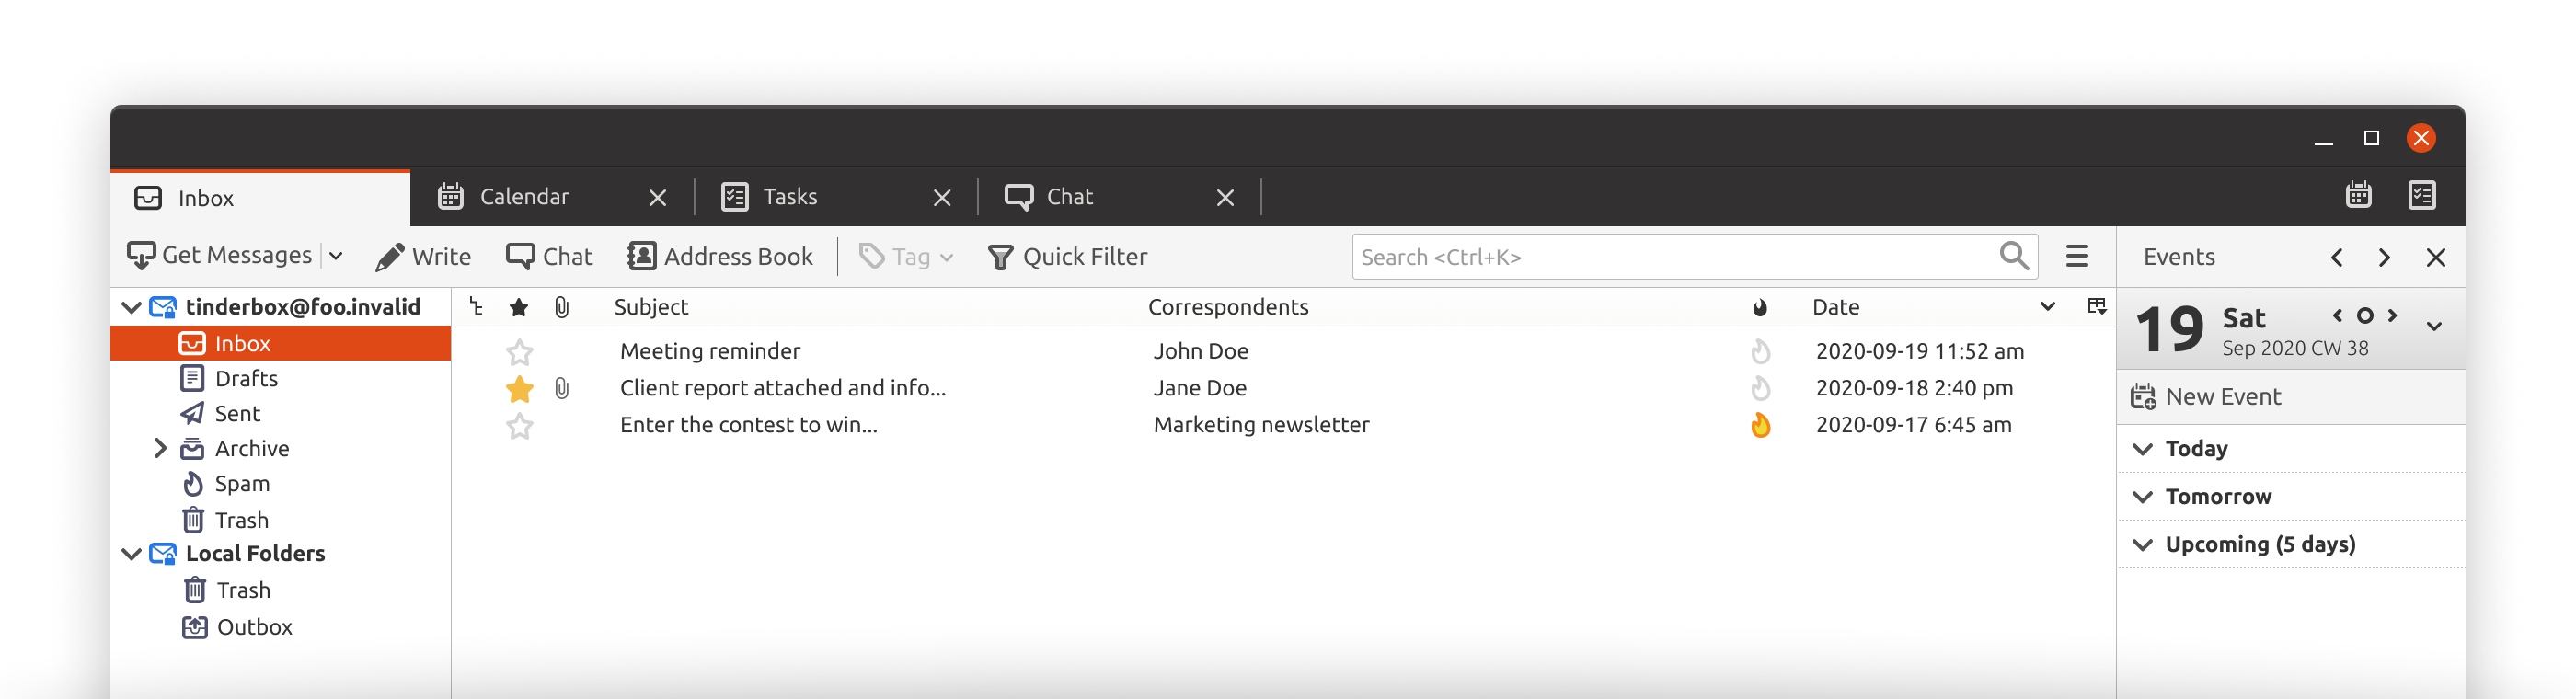 Inbox
Calendar
Tasks
Chat
Get Messages
Write
Chat
Address Book
Tag
Quick Filter
Search <Ctrl+K>
Events
tinderbox@foo.invalid
Inbox
Drafts
Sent
Archive
Spam
Trash
Local Folders
Trash
Outbox
Subject Correspondents Date
Meeting reminder John Doe 2020-09-19 11:52 am
Client report attached and info... Jane Doe 2020-09-18 2:40 pm
Enter the contest to win... Marketing newsletter 2020-09-17 6:45 am
19 Sat
Sep 2020 CW 38
New Event
Today
Tomorrow
Upcoming (5 days)